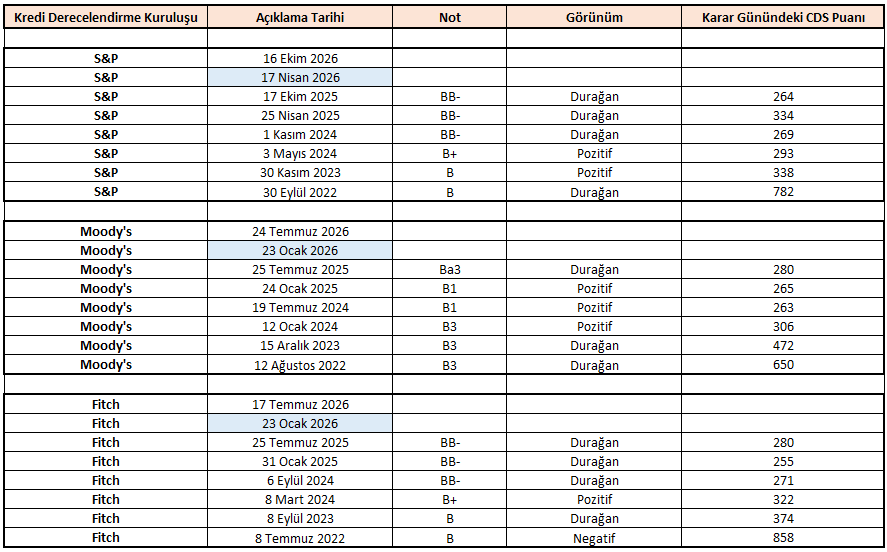 Kredi Derecelendirme Kuruluşu Açıklama Tarihi Not Görünüm Karar Günündeki CDS Puanı
S&P 16 Ekim 2026
S&P 17 Nisan 2026
S&P 17 Ekim 2025 BB- Durağan 264
S&P 25 Nisan 2025 BB- Durağan 334
S&P 1 Kasım 2024 BB- Durağan 269
S&P 3 Mayıs 2024 B+ Pozitif 293
S&P 30 Kasım 2023 B Pozitif 338
S&P 30 Eylül 2022 B Durağan 782
Moody's 24 Temmuz 2026
Moody's 23 Ocak 2026
Moody's 25 Temmuz 2025 Ba3 Durağan 280
Moody's 24 Ocak 2025 B1 Pozitif 265
Moody's 19 Temmuz 2024 B1 Pozitif 263
Moody's 12 Ocak 2024 B3 Pozitif 306
Moody's 15 Aralık 2023 B3 Durağan 472
Moody's 12 Ağustos 2022 B3 Durağan 650
Fitch 17 Temmuz 2026
Fitch 23 Ocak 2026
Fitch 25 Temmuz 2025 BB- Durağan 280
Fitch 31 Ocak 2025 BB- Durağan 255
Fitch 6 Eylül 2024 BB- Durağan 271
Fitch 8 Mart 2024 B+ Pozitif 322
Fitch 8 Eylül 2023 B Durağan 374
Fitch 8 Temmuz 2022 B Negatif 858